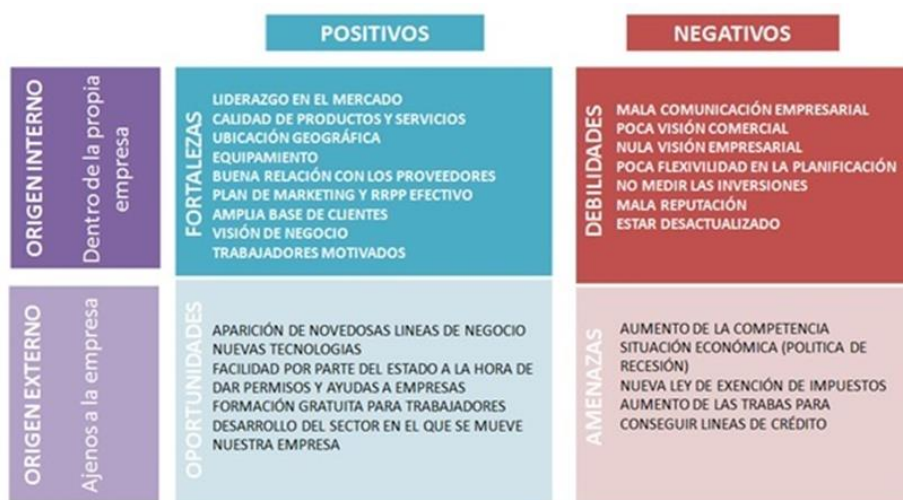 POSITIVOS
NEGATIVOS
ORIGEN INTERNO
Dentro de la propia
empresa
FORTALEZAS
LIDERAZGO EN EL MERCADO
CALIDAD DE PRODUCTOS Y SERVICIOS
UBICACIÓN GEOGRÁFICA
EQUIPAMIENTO
BUENA RELACIÓN CON LOS PROVEEDORES
PLAN DE MARKETING Y RRPP EFECTIVO
AMPLIA BASE DE CLIENTES
VISIÓN DE NEGOCIO
TRABAJADORES MOTIVADOS
DEBILIDADES
MALA COMUNICACIÓN EMPRESARIAL
POCA VISIÓN COMERCIAL
NULA VISIÓN EMPRESARIAL
POCA FLEXIVILIDAD EN LA PLANIFICACIÓN
NO MEDIR LAS INVERSIONES
MALA REPUTACIÓN
ESTAR DESACTUALIZADO
ORIGEN EXTERNO
Ajenos a la empresa
OPORTUNIDADES
APARICIÓN DE NOVEDOSAS LINEAS DE NEGOCIO
NUEVAS TECNOLOGIAS
FACILIDAD POR PARTE DEL ESTADO A LA HORA DE
DAR PERMISOS Y AYUDAS A EMPRESAS
FORMACIÓN GRATUITA PARA TRABAJADORES
DESARROLLO DEL SECTOR EN EL QUE SE MUEVE
NUESTRA EMPRESA
AMENAZAS
AUMENTO DE LA COMPETENCIA
SITUACIÓN ECONÓMICA (POLITICA DE
RECESIÓN)
NUEVA LEY DE EXENCIÓN DE IMPUESTOS
AUMENTO DE LAS TRABAS PARA
CONSEGUIR LINEAS DE CRÉDITO